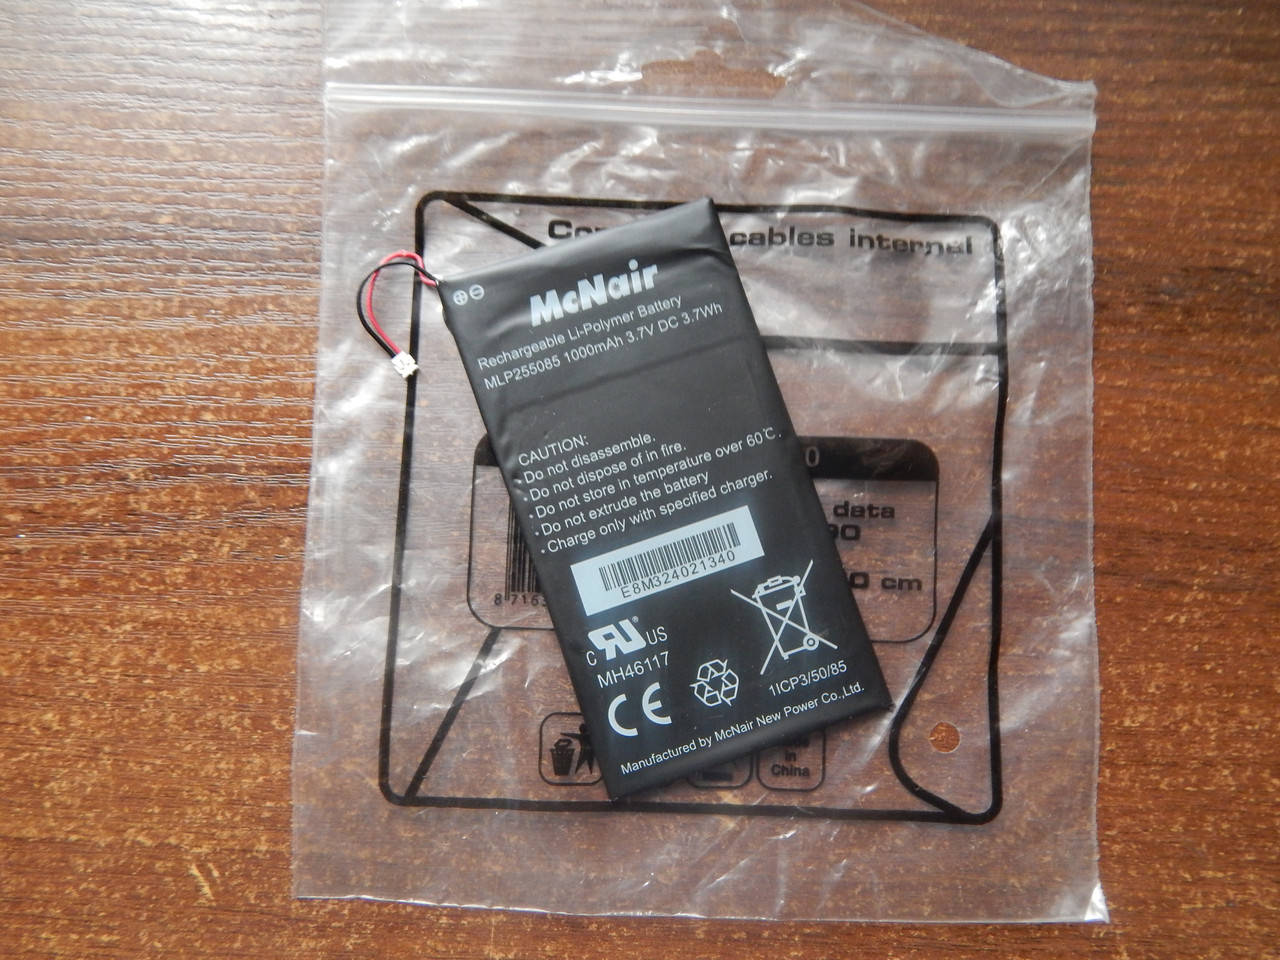 cables internal
McNair
Rechargeable Li-Polymer Battery
MLP255085 1000mAh 3.7V DC 3.7Wh
CAUTION:
· Do not disassemble.
· Do not dispose of in fire.
· Do not store in temperature over 60℃.
· Do not extrude the battery
· Charge only with specified charger.
data
cm
E8M324021340
C RU® US
MH46117
CE
1ICP3/50/85
Manufactured by McNair New Power Co.,Ltd.
in
China